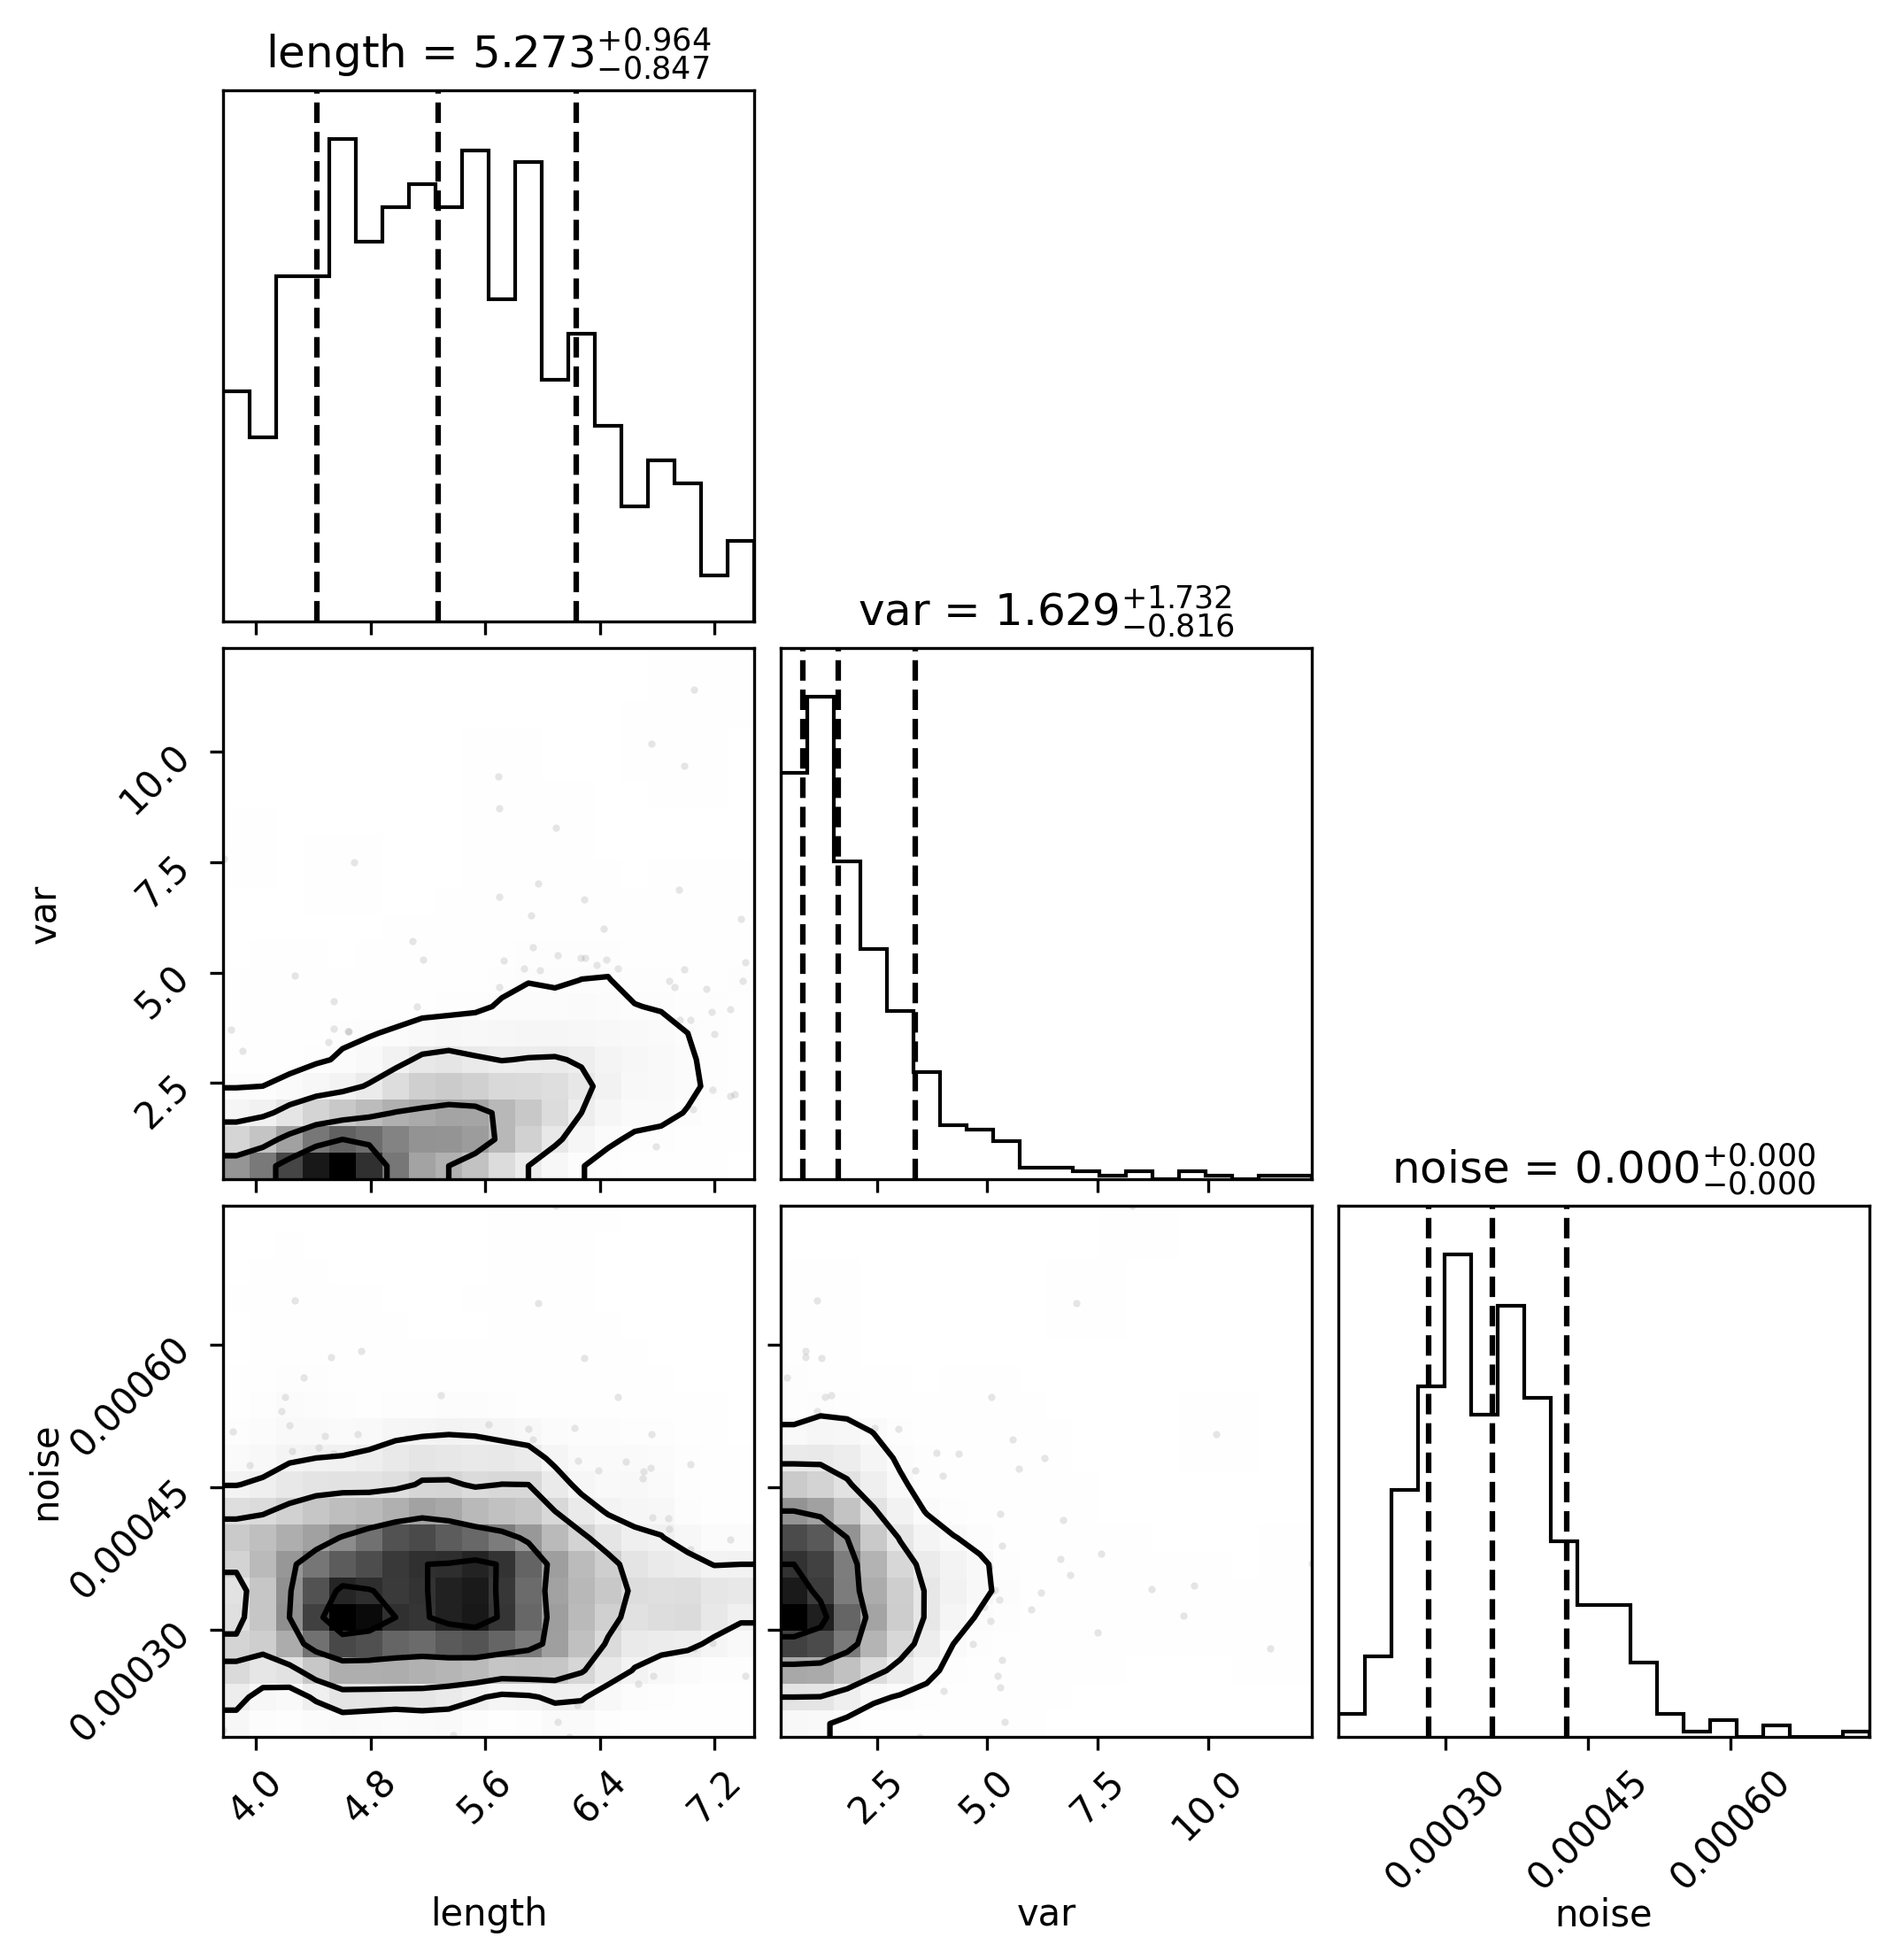 length = 5.273 +0.964 −0.847
var = 1.629 +1.732 −0.816
10.0
7.5
5.0
2.5
var
noise = 0.000 +0.000 −0.000
0.00060
0.00045
0.00030
noise
4.0 4.8 5.6 6.4 7.2
2.5 5.0 7.5 10.0
0.00030 0.00045 0.00060
length var noise